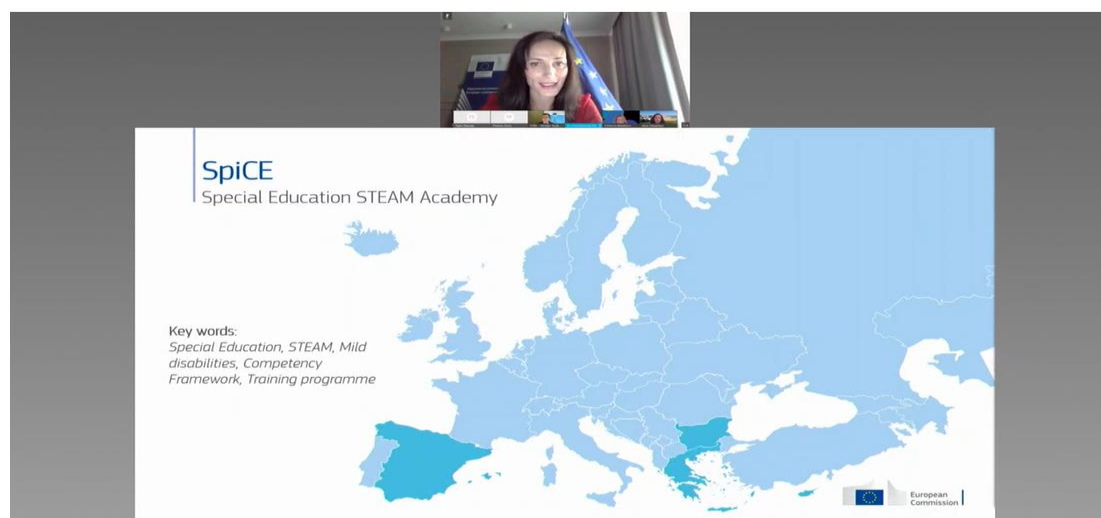 SpiCE
Special Education STEAM Academy
Key words:
Special Education, STEAM, Mild
disabilities, Competency
Framework, Training programme
European
Commission